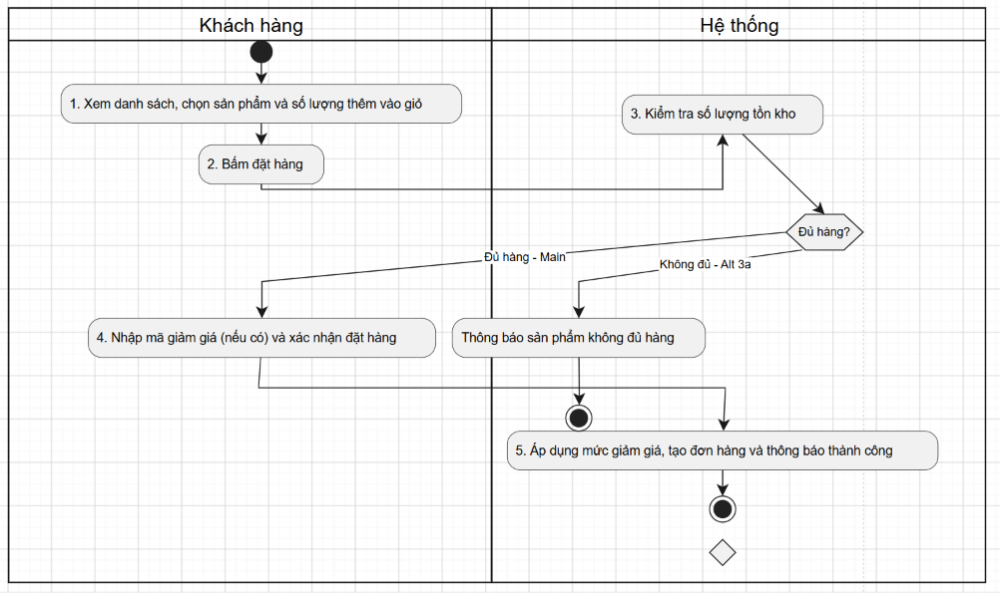 Khách hàng
Hệ thống
1. Xem danh sách, chọn sản phẩm và số lượng thêm vào giỏ
3. Kiểm tra số lượng tồn kho
2. Bấm đặt hàng
Đủ hàng?
Đủ hàng - Main
Không đủ - Alt 3a
4. Nhập mã giảm giá (nếu có) và xác nhận đặt hàng
Thông báo sản phẩm không đủ hàng
5. Áp dụng mức giảm giá, tạo đơn hàng và thông báo thành công